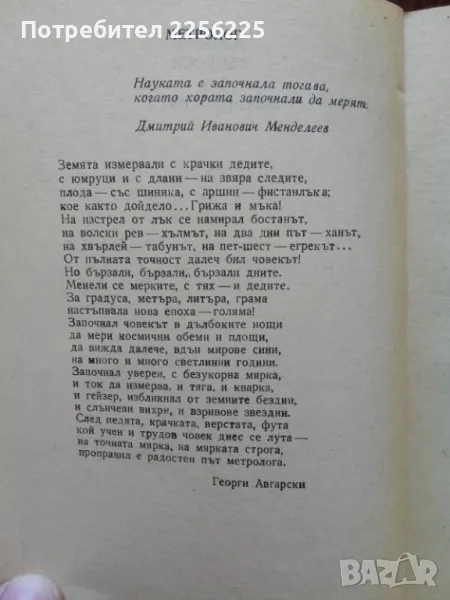 Позвъни на 2256525
МЕТРОЛОГ
Науката е започнала тогава,
когато хората започнали да мерят.
Дмитрий Иванович Менделеев
Земята измервали с крачки дедите,
с юмруци и с длани — на звяра следите,
плода — със шиника, с аршин — фистанлъка;
кое както дойдело... Грижа и мъка!
На изстрел от лък се намирал бостанът,
на волски рев — хълмът, на два дни път — ханът,
на хвърлей — табунът, на пет-шест — егрекът...
От пълната точност далеч бил човекът!
Но бързали, бързали, бързали дните.
Менели се мерките, с тях — и дедите.
За градуса, метъра, литъра, грама
настъпвала нова епоха — голяма!
Започнал човекът в дълбоките нощи
да мери космични обеми и площи,
да вижда далече, вдън мирове сини,
на много и много светлинни години.
Започнал уверен, с безукорна мярка,
и ток да измерва, и тяга, и кварка,
и гейзер, избликнал от земните бездни,
и слънчеви вихри, и взривове звездни.
След педята, крачката, верстата, фута
кой учен и трудов човек днес се лута —
на точната мярка, на мярката строга,
проправил е радостен път метролога.
Георги Авгарски
bazar